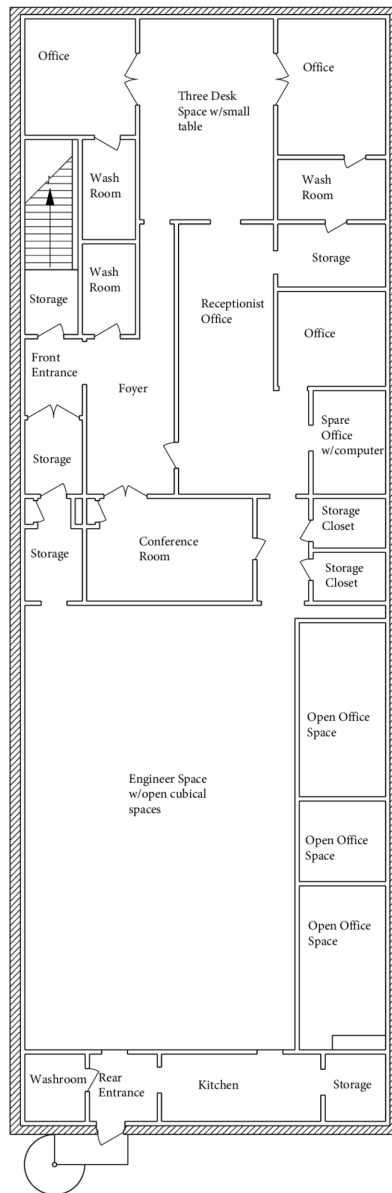 Office
Three Desk
Space w/small
table
Office
Wash
Room
Wash
Room
Wash
Room
Storage
Storage
Receptionist
Office
Office
Front
Entrance
Foyer
Spare
Office
w/computer
Storage
Storage
Closet
Storage
Conference
Room
Storage
Closet
Open Office
Space
Engineer Space
w/open cubical
spaces
Open Office
Space
Open Office
Space
Washroom
Rear
Entrance
Kitchen
Storage